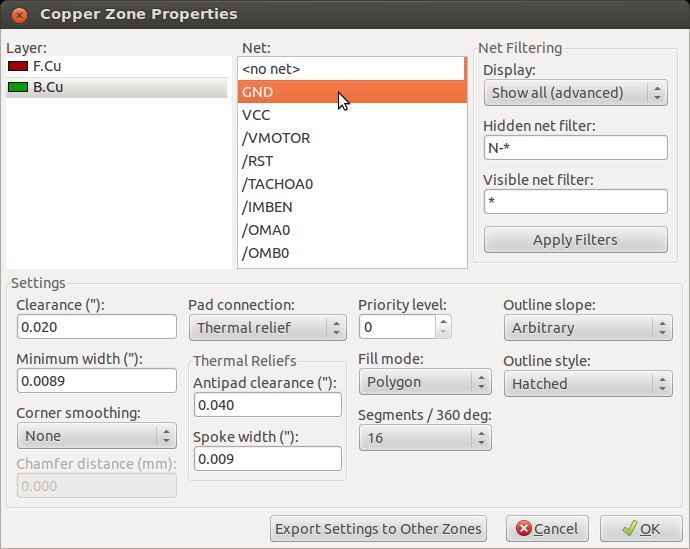 Copper Zone Properties
Layer:
F.Cu
B.Cu
Net:
<no net>
GND
VCC
/VMOTOR
/RST
/TACHOA0
/IMBEN
/OMA0
/OMB0
Net Filtering
Display:
Show all (advanced)
Hidden net filter:
N-*
Visible net filter:
*
Apply Filters
Settings
Clearance ("):
0.020
Minimum width ("):
0.0089
Corner smoothing:
None
Chamfer distance (mm):
0.000
Pad connection:
Thermal relief
Thermal Reliefs
Antipad clearance ("):
0.040
Spoke width ("):
0.009
Priority level:
0
Fill mode:
Polygon
Segments / 360 deg:
16
Outline slope:
Arbitrary
Outline style:
Hatched
Export Settings to Other Zones
Cancel
OK